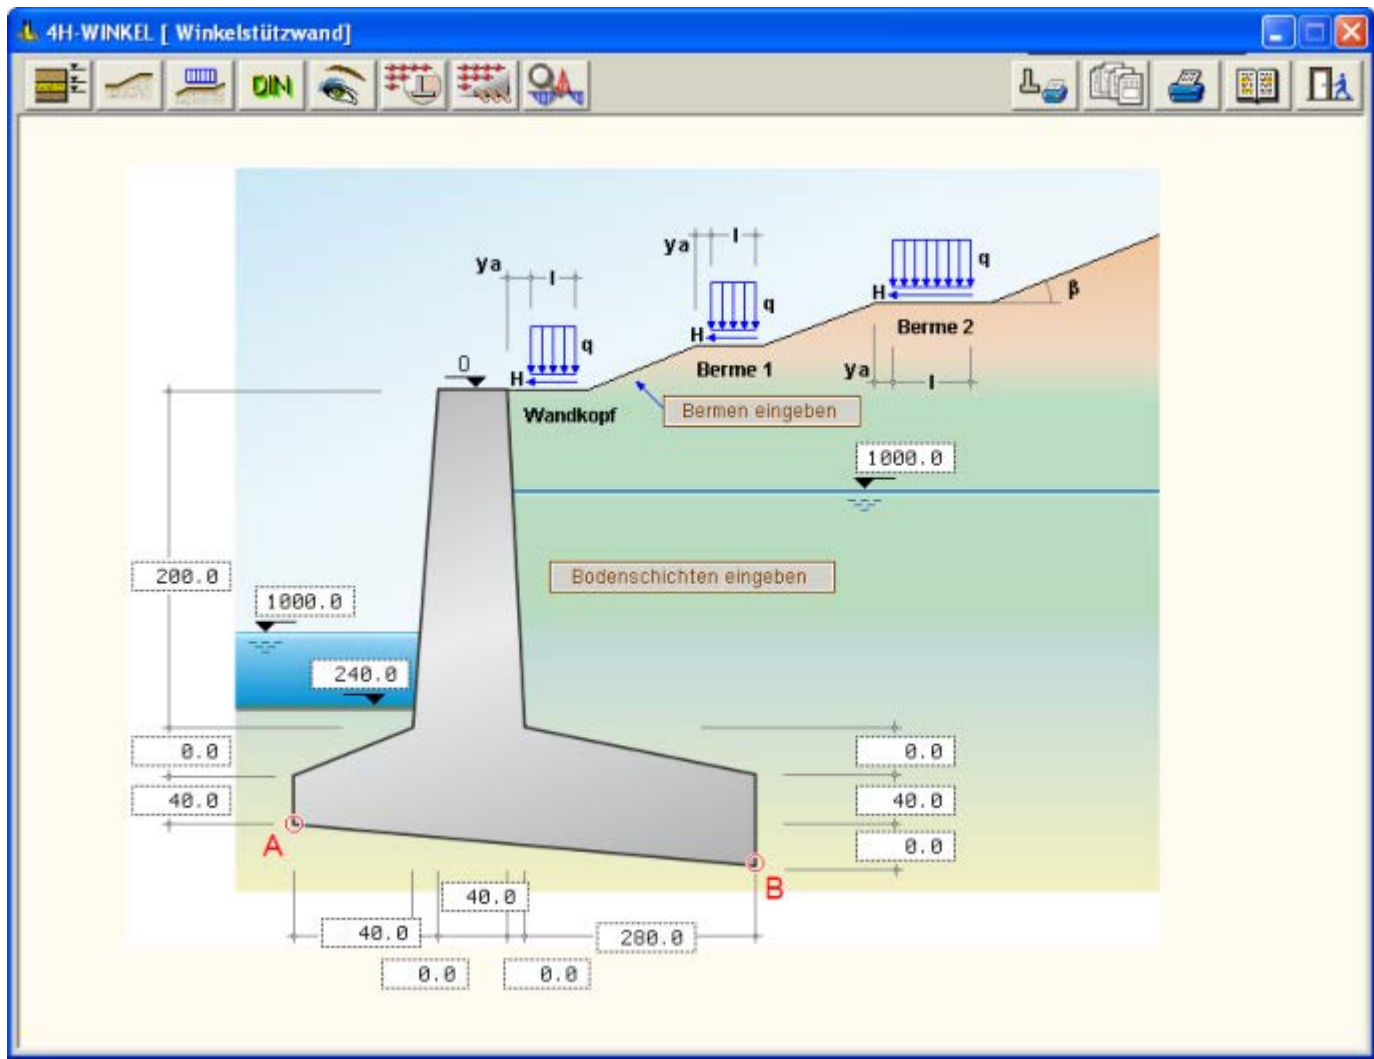 4H-WINKEL [ Winkelstützwand]
DIN
ya
l
q
H
Berme 2
β
ya
l
ya
l
q
H
Berme 1
ya
l
q
H
Wandkopf
0
Bermen eingeben
1000.0
Bodenschichten eingeben
200.0
1000.0
240.0
0.0
0.0
40.0
40.0
0.0
A
B
40.0
40.0
280.0
0.0
0.0